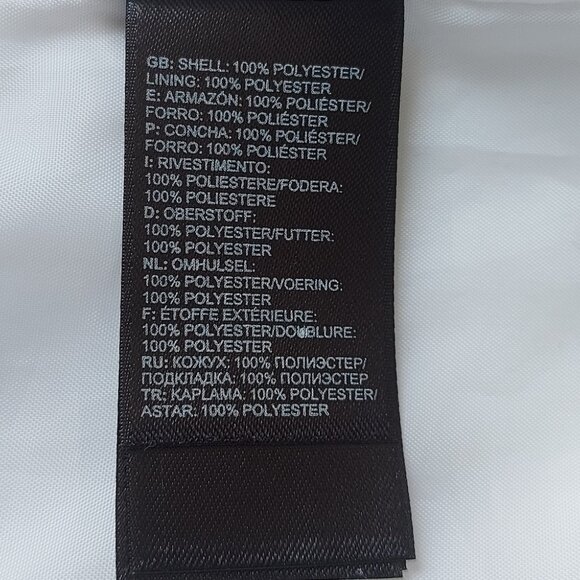 GB: SHELL: 100% POLYESTER/
LINING: 100% POLYESTER
E: ARMAZÓN: 100% POLIÉSTER/
FORRO: 100% POLIÉSTER
P: CONCHA: 100% POLIÉSTER/
FORRO: 100% POLIÉSTER
I: RIVESTIMENTO:
100% POLIESTERE/FODERA:
100% POLIESTERE
D: OBERSTOFF:
100% POLYESTER/FUTTER:
100% POLYESTER
NL: OMHULSEL:
100% POLYESTER/VOERING:
100% POLYESTER
F: ÉTOFFE EXTÉRIEURE:
100% POLYESTER/DOUBLURE:
100% POLYESTER
RU: КОЖУХ: 100% ПОЛИЭСТЕР/
ПОДКЛАДКА: 100% ПОЛИЭСТЕР
TR: KAPLAMA: 100% POLYESTER/
ASTAR: 100% POLYESTER